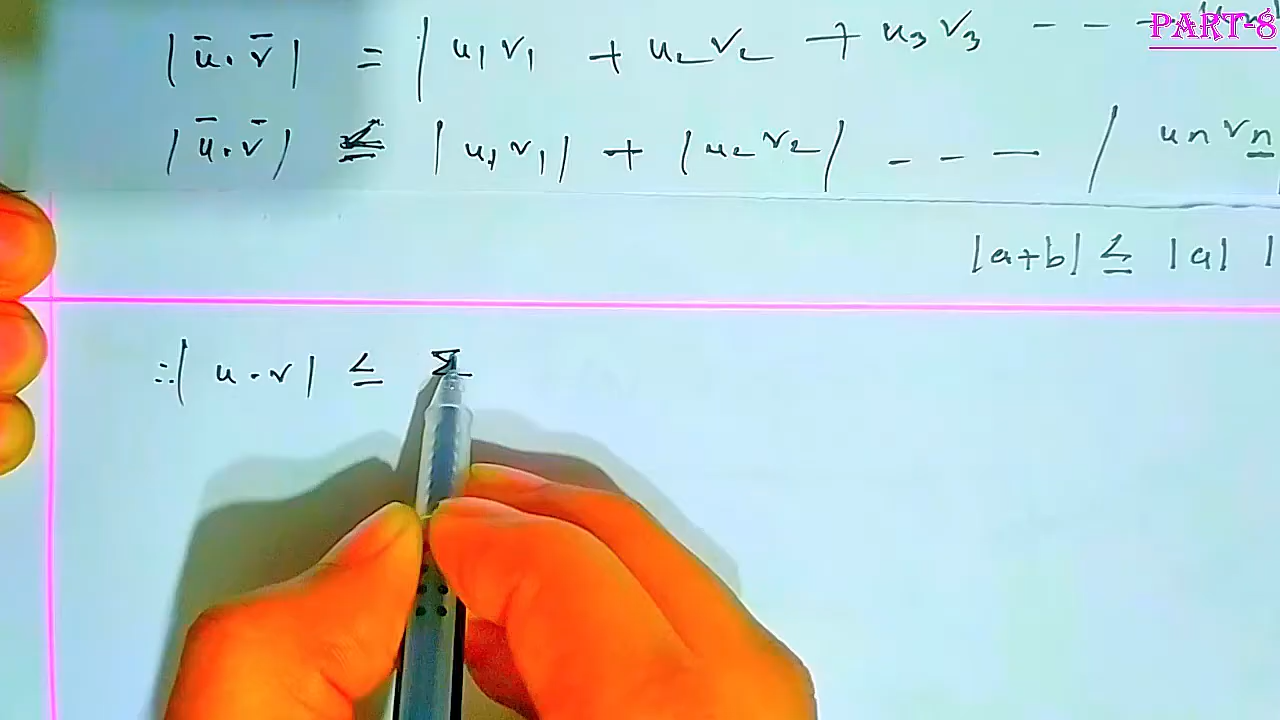 PART-8
|ū.v̄| = | u₁v₁ + u₂v₂ + u₃v₃ - - -
|ū.v̄| ≤ |u₁v₁| + |u₂v₂| - - - | unvn
|a+b| ≤ |a| |
∴| u.v| ≤ Σ